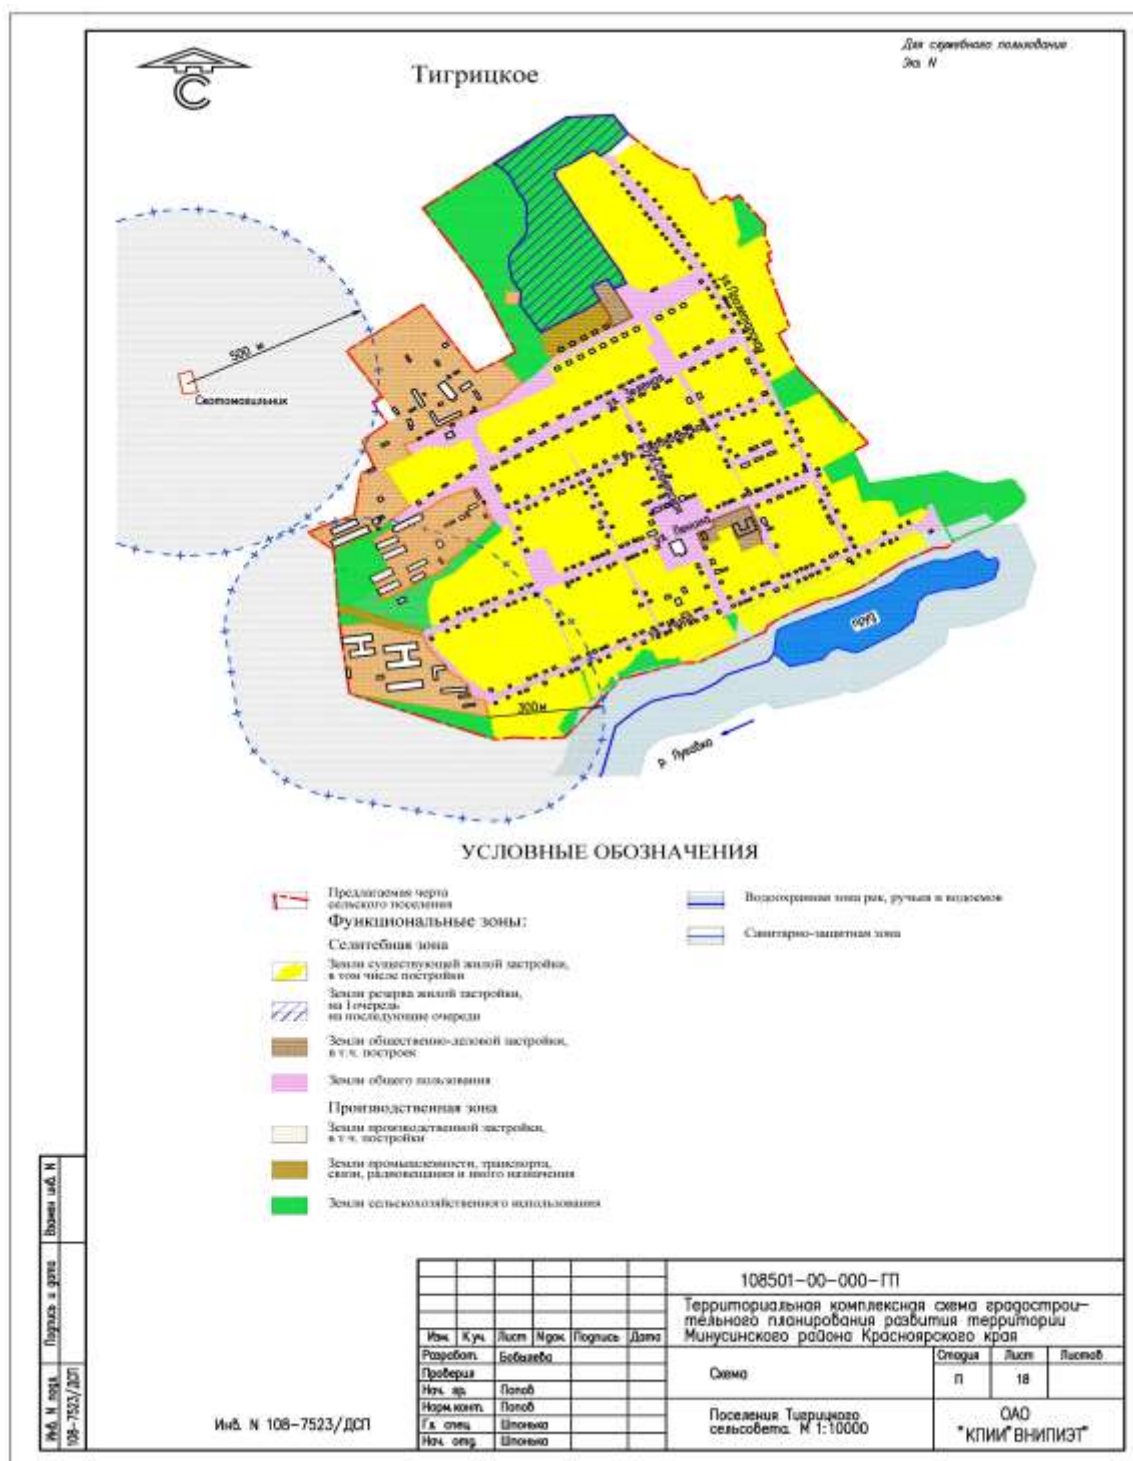 Для служебного пользования
Экз. N
Тигрицкое
С
500 м
Скотомогильник
ул. Зеленая
Ленина
пруд
300м
УСЛОВНЫЕ ОБОЗНАЧЕНИЯ
Предлагаемая черта
сельского поселения
Функциональные зоны:
Селитебная зона
Земли существующей жилой застройки,
в том числе постройки
Земли резерва жилой застройки,
на 1 очередь
на последующие очереди
Земли общественно-деловой застройки,
в т.ч. построек
Земли общего пользования
Производственная зона
Земли производственной застройки,
в т.ч. постройки
Земли промышленности, транспорта,
связи, радиовещания и иного назначения
Земли сельскохозяйственного использования
Водоохранная зона рек, ручьев и водоемов
Санитарно-защитная зона
Взамен инв. N
Подпись и дата
Инв. N подл.
108-7523/ДСП
Инв. N 108-7523/ДСП
108501-00-000-ГП
Территориальная комплексная схема градострои-
тельного планирования развития территории
Минусинского района Красноярского края
Изм. К.уч. Лист Nдок. Подпись Дата
Разработ. Бобылева
Проверил
Нач. гр. Попов
Норм.конт. Попов
Гл. спец. Шпонька
Нач. отд. Шпонька
Схема
Стадия Лист Листов
П 18
Поселения Тигрицкого
сельсовета. М 1:10000
ОАО
"КПИИ"ВНИПИЭТ"